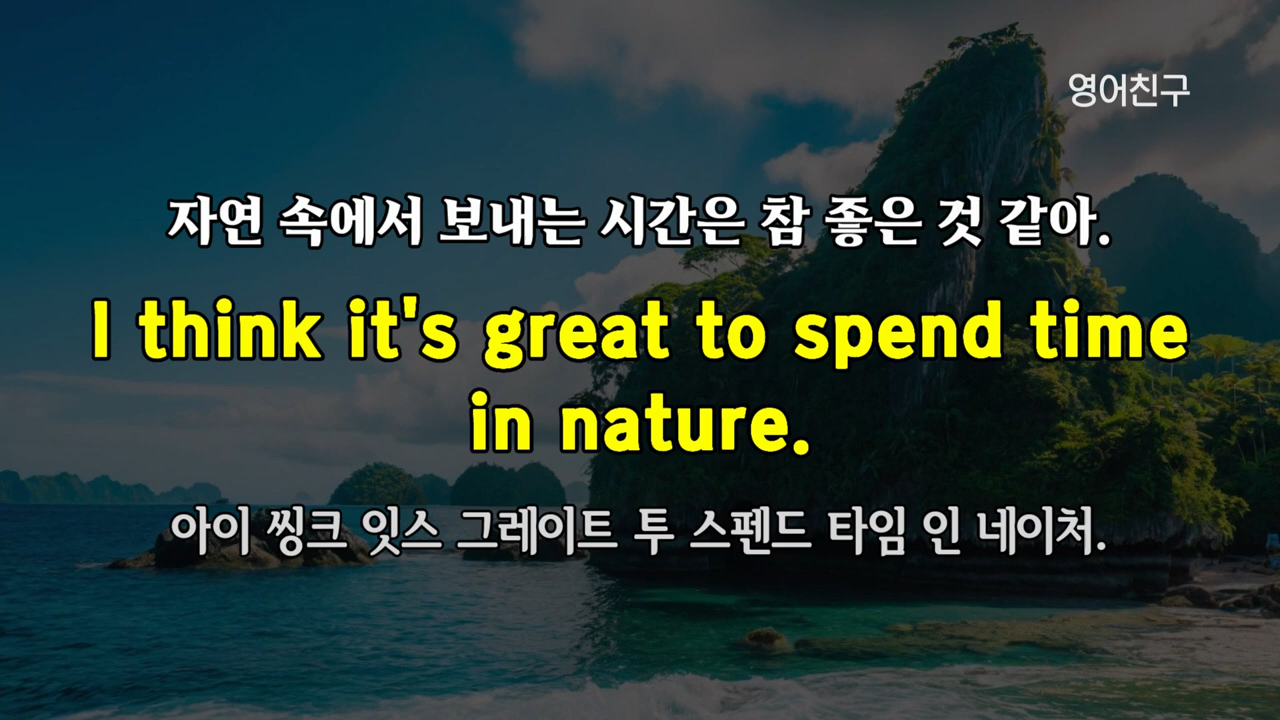 영어친구
자연 속에서 보내는 시간은 참 좋은 것 같아.
I think it's great to spend time
in nature.
아이 씽크 잇스 그레이트 투 스펜드 타임 인 네이처.